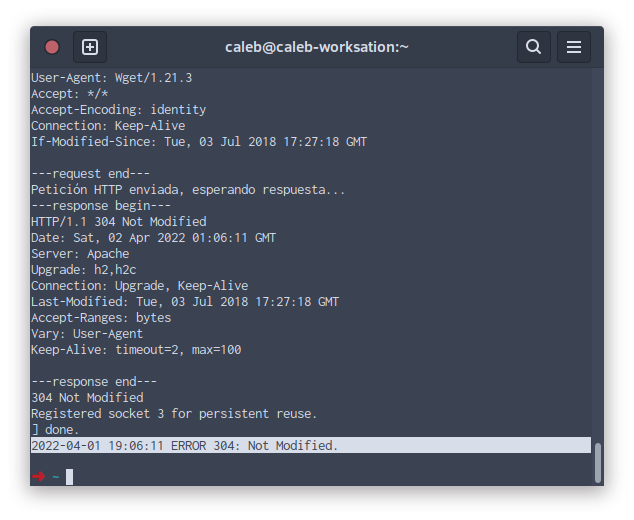 caleb@caleb-worksation:~
User-Agent: Wget/1.21.3
Accept: */*
Accept-Encoding: identity
Connection: Keep-Alive
If-Modified-Since: Tue, 03 Jul 2018 17:27:18 GMT
---request end---
Petición HTTP enviada, esperando respuesta...
---response begin---
HTTP/1.1 304 Not Modified
Date: Sat, 02 Apr 2022 01:06:11 GMT
Server: Apache
Upgrade: h2,h2c
Connection: Upgrade, Keep-Alive
Last-Modified: Tue, 03 Jul 2018 17:27:18 GMT
Accept-Ranges: bytes
Vary: User-Agent
Keep-Alive: timeout=2, max=100
---response end---
304 Not Modified
Registered socket 3 for persistent reuse.
] done.
2022-04-01 19:06:11 ERROR 304: Not Modified.
➜ ~